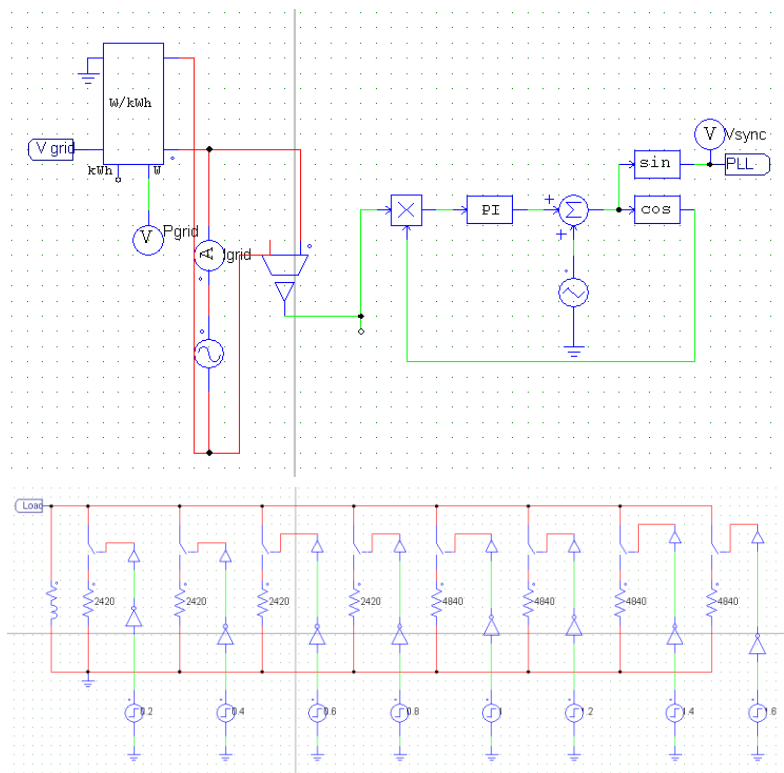 W/kWh
V grid
kWh
W
Pgrid
A
Igrid
V
V
Vsync
sin
PLL
PI
Σ
cos
Load
2420
2420
2420
2420
4840
4840
4840
4840
0.2
0.4
0.6
0.8
1
1.2
1.4
1.6